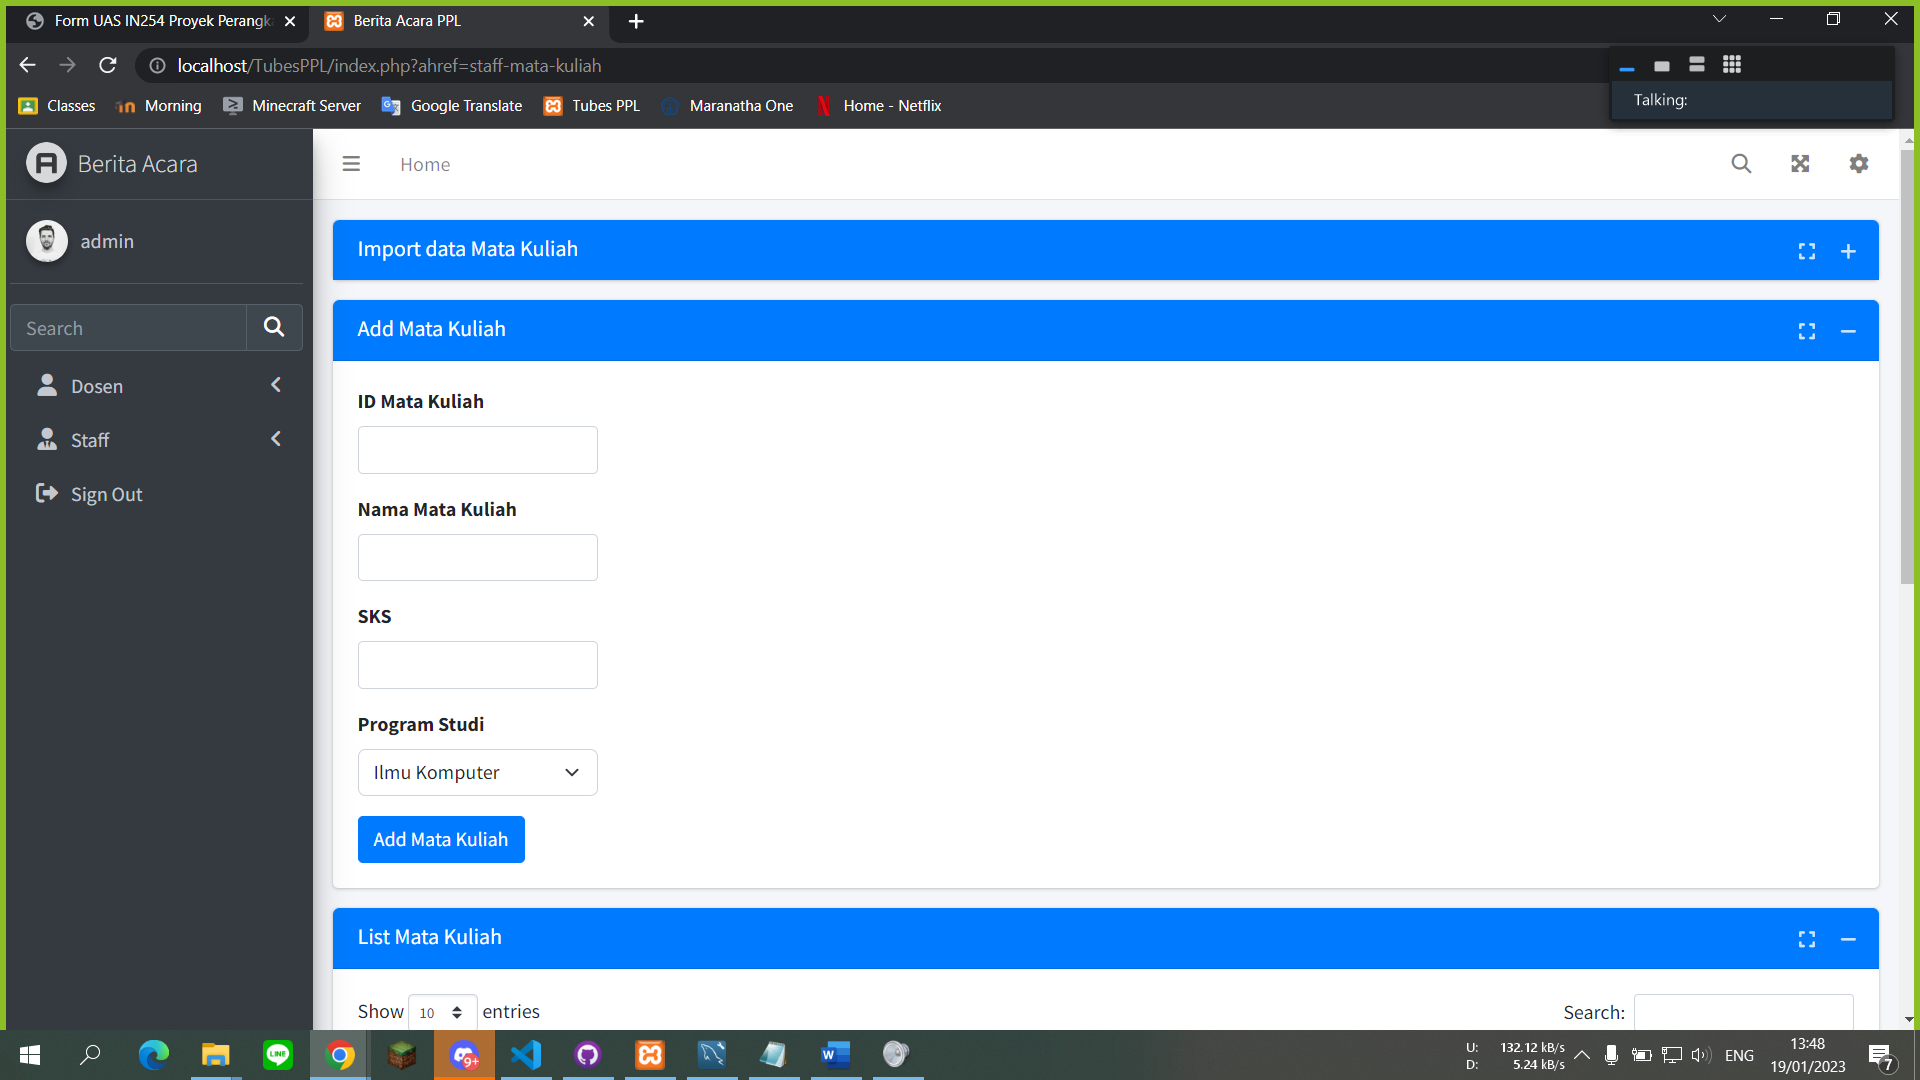 Form UAS IN254 Proyek Perangka
Berita Acara PPL
localhost/TubesPPL/index.php?ahref=staff-mata-kuliah
Classes
Morning
Minecraft Server
Google Translate
Tubes PPL
Maranatha One
Home - Netflix
Talking:
Berita Acara
Home
admin
Search
Dosen
Staff
Sign Out
Import data Mata Kuliah
Add Mata Kuliah
ID Mata Kuliah
Nama Mata Kuliah
SKS
Program Studi
Ilmu Komputer
Add Mata Kuliah
List Mata Kuliah
Show 10 entries
Search:
U: 132.12 kB/s
D: 5.24 kB/s
ENG
13:48
19/01/2023
7
9+
LINE